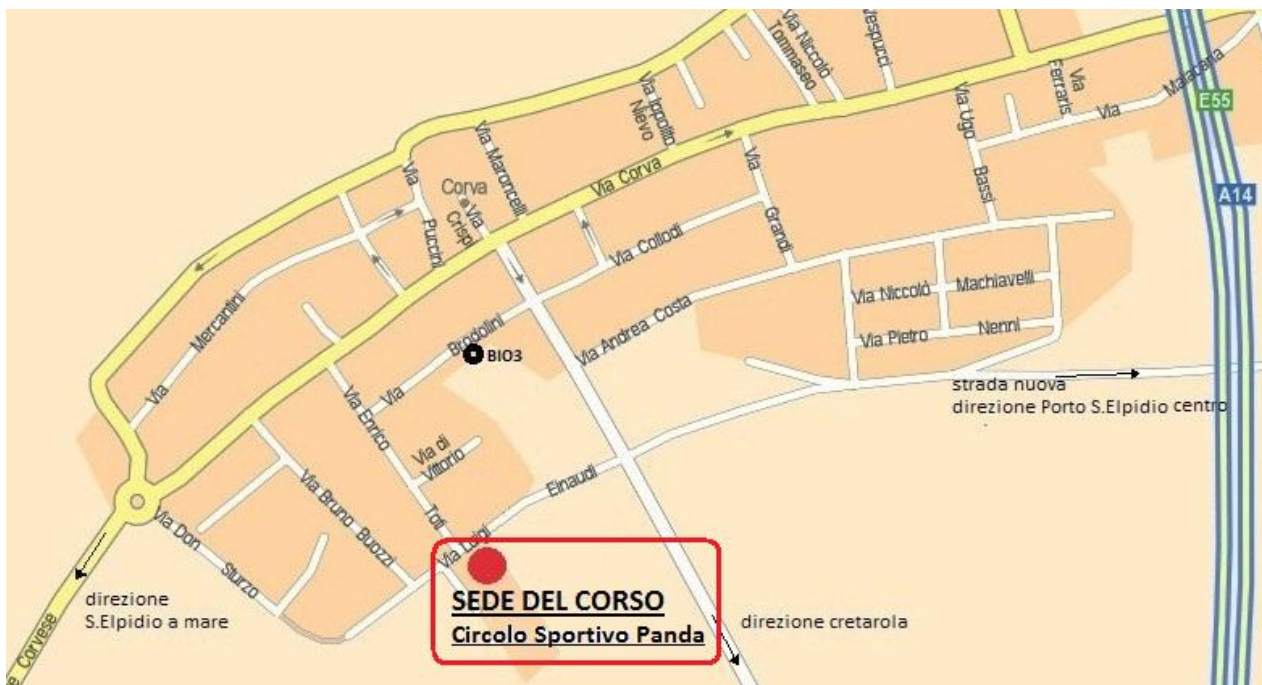 Via Niccolò
Tommaseo
Vespucci
Via Ippolito
Nievo
Via Ugo
Bassi
Via
Ferraris
Via Malacaria
E55
A14
Via Maroncelli
Via Corva
Via
Puccini
Corva
Via
Crispi
Via
Grandi
Via Collodi
Via Mercantini
Via Brodolini
BIO3
Via Andrea Costa
Via Niccolò Machiavelli
Via Pietro Nenni
strada nuova
direzione Porto S.Elpidio centro
Via Enrico Toti
Via di
Vittorio
Via Bruno Buozzi
Via Luigi Einaudi
Via Don Sturzo
direzione
S.Elpidio a mare
Corvese
SEDE DEL CORSO
Circolo Sportivo Panda
direzione cretarola